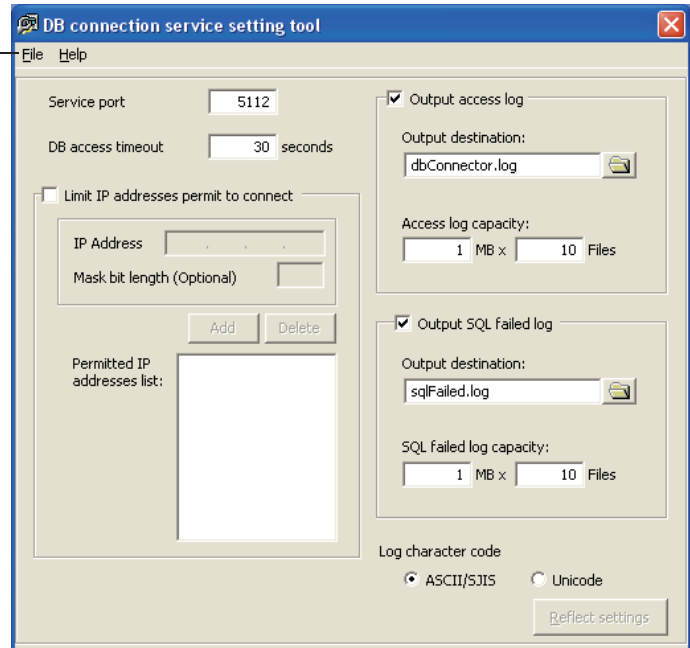 DB connection service setting tool
File Help
Service port 5112
DB access timeout 30 seconds
Limit IP addresses permit to connect
IP Address . . .
Mask bit length (Optional)
Add Delete
Permitted IP
addresses list:
Output access log
Output destination:
dbConnector.log
Access log capacity:
1 MB x 10 Files
Output SQL failed log
Output destination:
sqlFailed.log
SQL failed log capacity:
1 MB x 10 Files
Log character code
ASCII/SJIS Unicode
Reflect settings